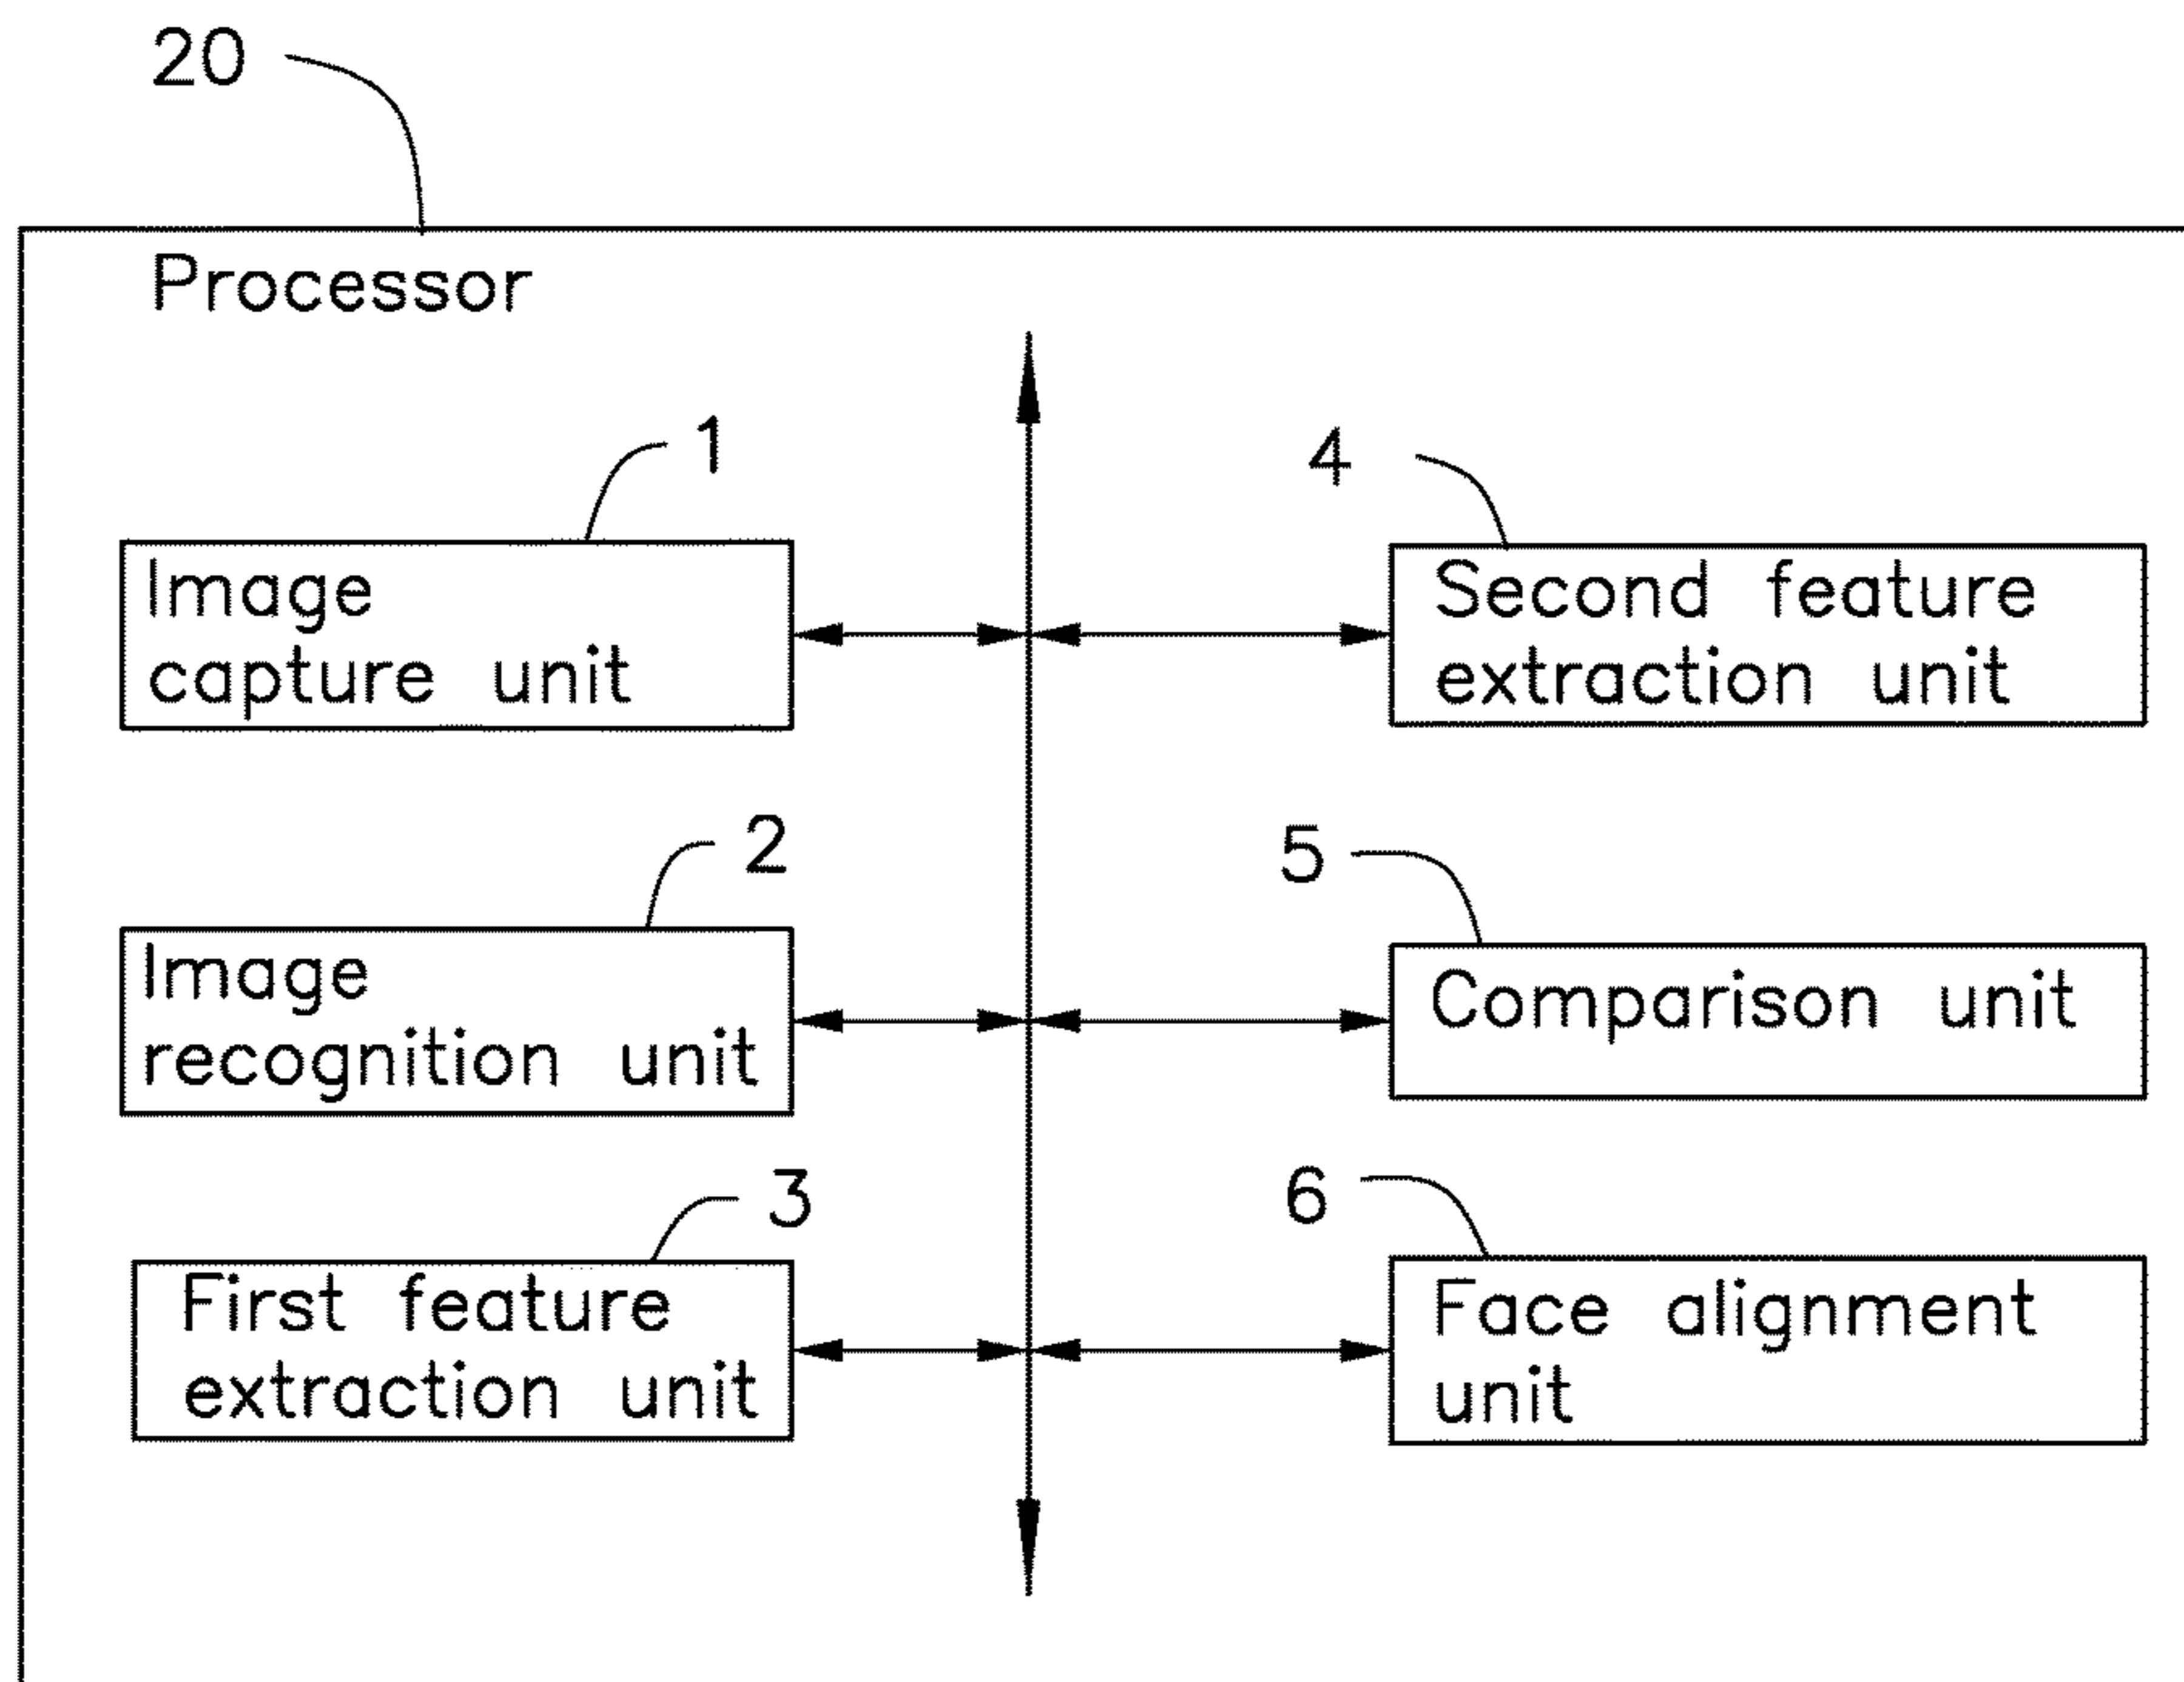 20
Processor
1
Image
capture unit
2
Image
recognition unit
3
First feature
extraction unit
4
Second feature
extraction unit
5
Comparison unit
6
Face alignment
unit